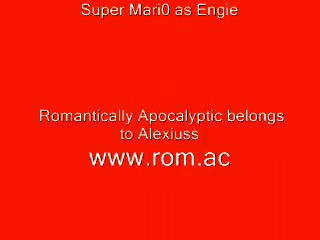 Super Mari0 as Engie
Romantically Apocalyptic belongs
to Alexiuss
www.rom.ac